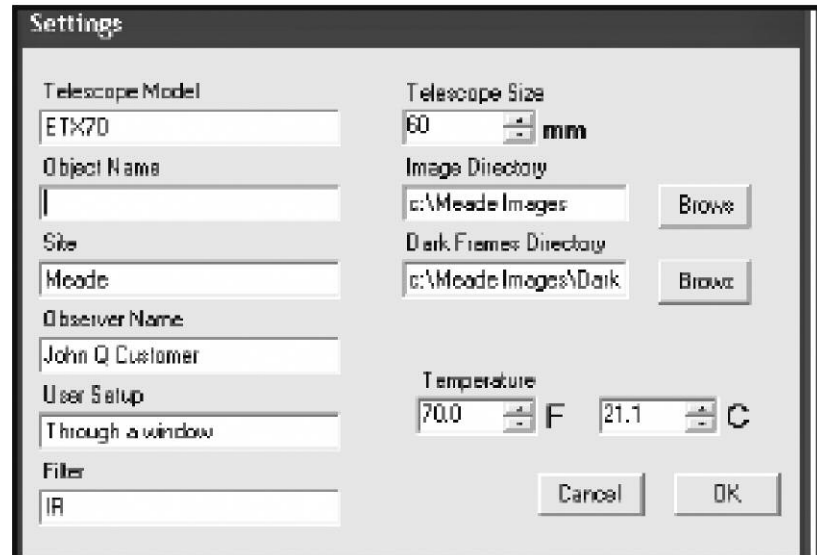 Settings
Telescope Model
ETX70
Object Name
Site
Meade
Observer Name
John Q Customer
User Setup
Through a window
Filter
IR
Telescope Size
60 mm
Image Directory
c:\Meade Images Brows
Dark Frames Directory
c:\Meade Images\Dark Brows
Temperature
70.0 F 21.1 C
Cancel OK